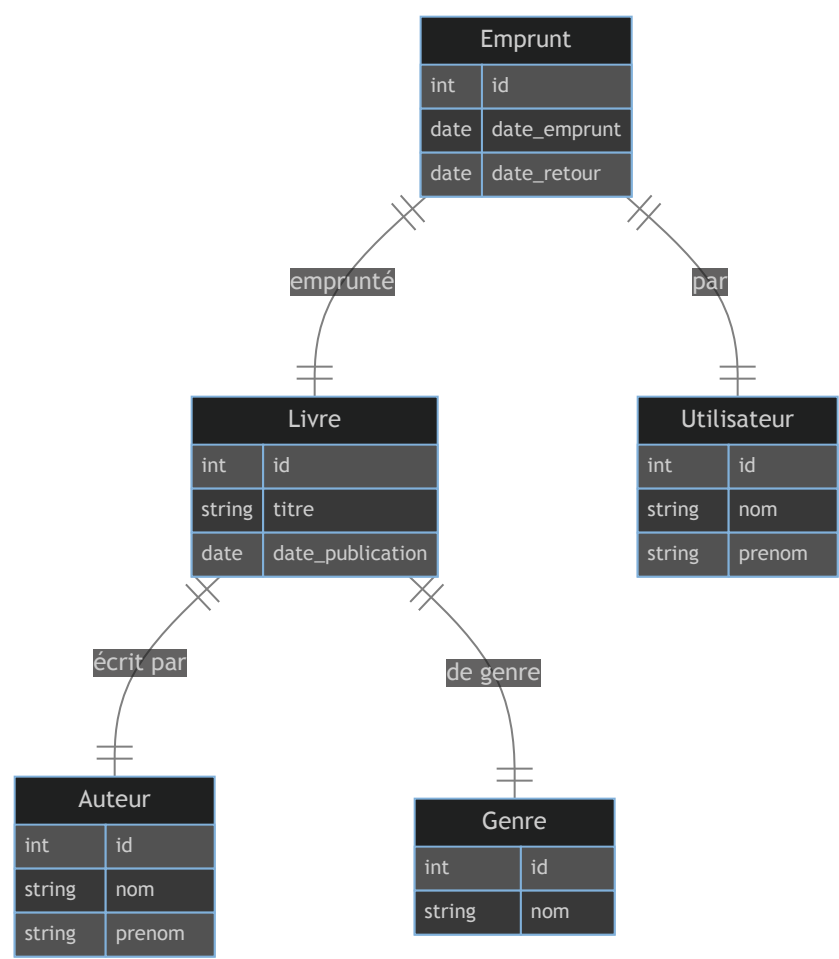 Emprunt
int id
date date_emprunt
date date_retour
emprunté
par
Livre
int id
string titre
date date_publication
Utilisateur
int id
string nom
string prenom
écrit par
de genre
Auteur
int id
string nom
string prenom
Genre
int id
string nom